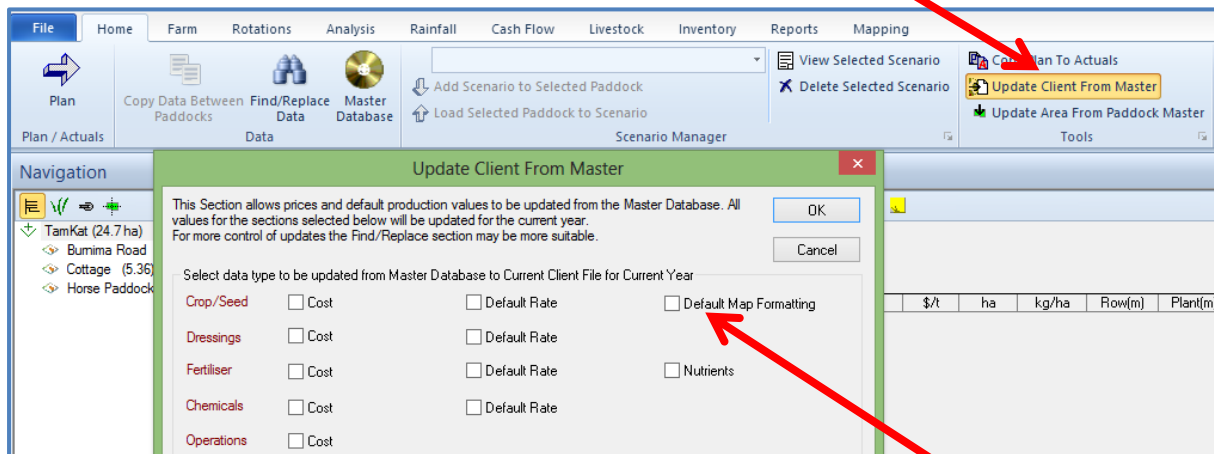 File Home Farm Rotations Analysis Rainfall Cash Flow Livestock Inventory Reports Mapping
Plan
Copy Data Between Paddocks
Find/Replace Data
Master Database
Add Scenario to Selected Paddock
Load Selected Paddock to Scenario
View Selected Scenario
Delete Selected Scenario
Plan To Actuals
Update Client From Master
Update Area From Paddock Master
Plan / Actuals Data Scenario Manager Tools
Navigation
TamKat (24.7 ha)
Bumima Road
Cottage (5.36)
Horse Paddock
Update Client From Master
This Section allows prices and default production values to be updated from the Master Database. All
values for the sections selected below will be updated for the current year.
For more control of updates the Find/Replace section may be more suitable.
OK
Cancel
Select data type to be updated from Master Database to Current Client File for Current Year
Crop/Seed Cost Default Rate Default Map Formatting
Dressings Cost Default Rate
Fertiliser Cost Default Rate Nutrients
Chemicals Cost Default Rate
Operations Cost
$/t ha kg/ha Row(m) Plant(m